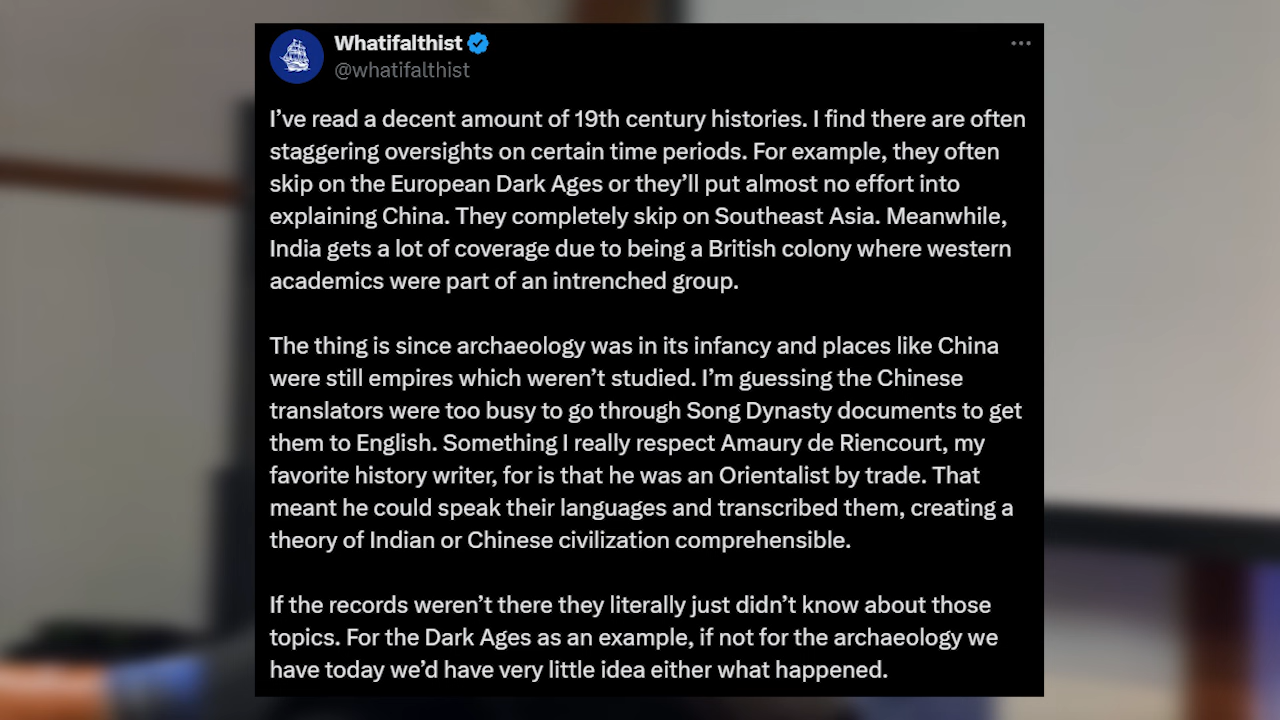 Whatifalthist
@whatifalthist
I’ve read a decent amount of 19th century histories. I find there are often
staggering oversights on certain time periods. For example, they often
skip on the European Dark Ages or they’ll put almost no effort into
explaining China. They completely skip on Southeast Asia. Meanwhile,
India gets a lot of coverage due to being a British colony where western
academics were part of an intrenched group.
The thing is since archaeology was in its infancy and places like China
were still empires which weren’t studied. I’m guessing the Chinese
translators were too busy to go through Song Dynasty documents to get
them to English. Something I really respect Amaury de Riencourt, my
favorite history writer, for is that he was an Orientalist by trade. That
meant he could speak their languages and transcribed them, creating a
theory of Indian or Chinese civilization comprehensible.
If the records weren’t there they literally just didn’t know about those
topics. For the Dark Ages as an example, if not for the archaeology we
have today we’d have very little idea either what happened.